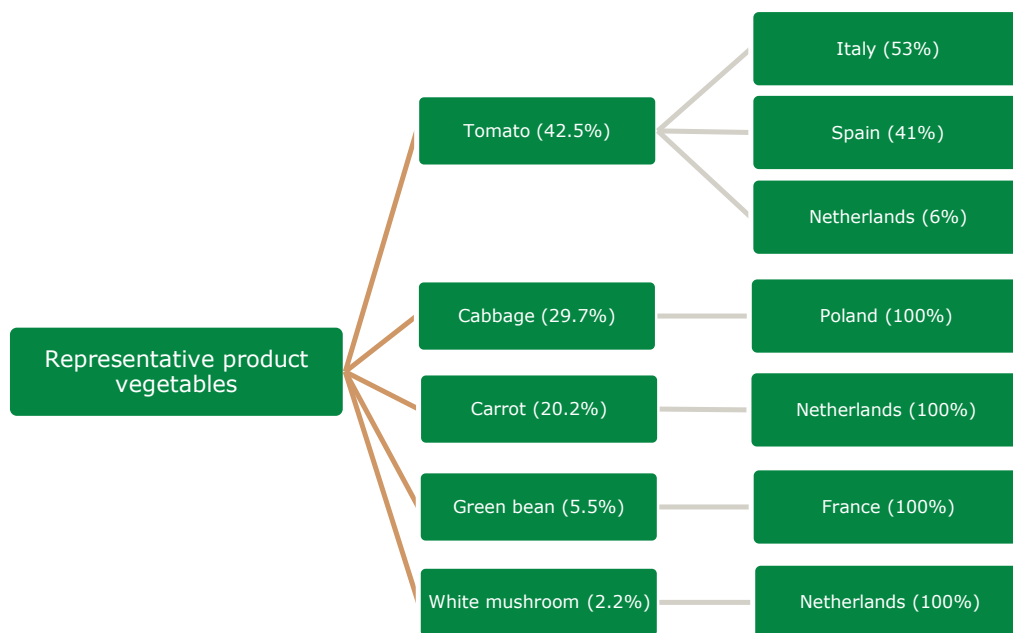 Representative product
vegetables
Tomato (42.5%)
Italy (53%)
Spain (41%)
Netherlands (6%)
Cabbage (29.7%)
Poland (100%)
Carrot (20.2%)
Netherlands (100%)
Green bean (5.5%)
France (100%)
White mushroom (2.2%)
Netherlands (100%)